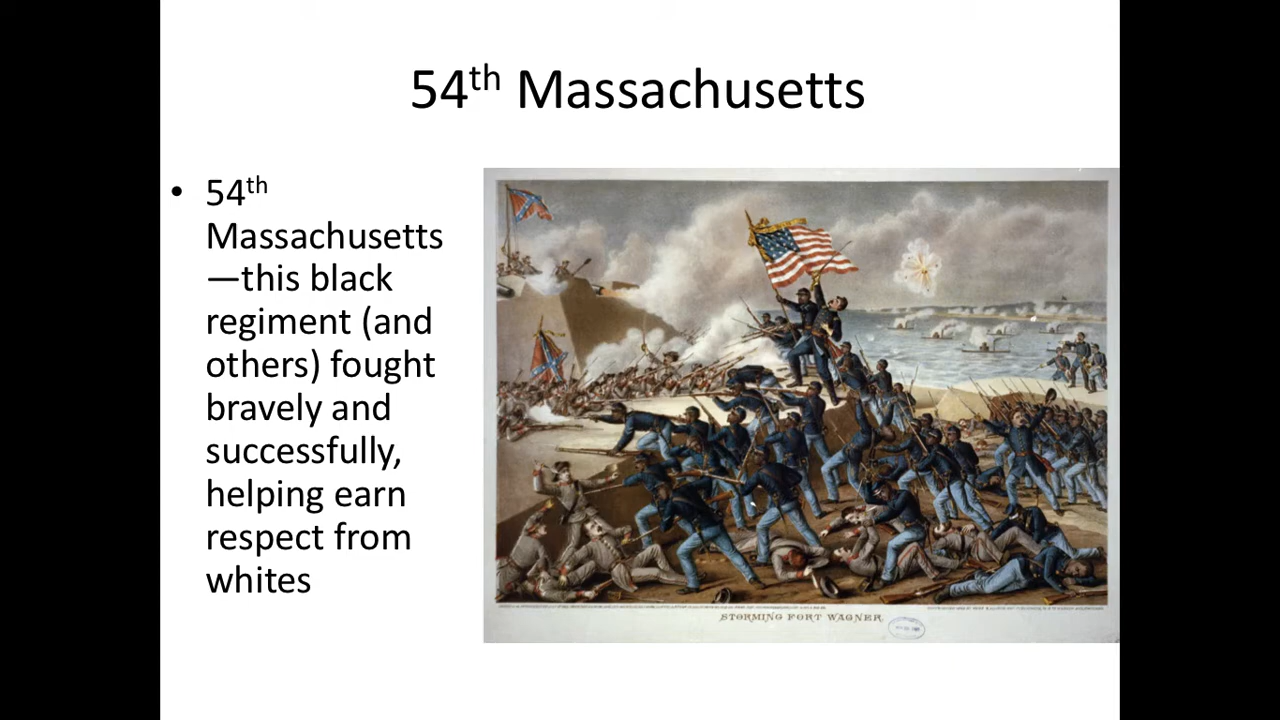 54th Massachusetts
• 54th
Massachusetts
—this black
regiment (and
others) fought
bravely and
successfully,
helping earn
respect from
whites
STORMING FORT WAGNER